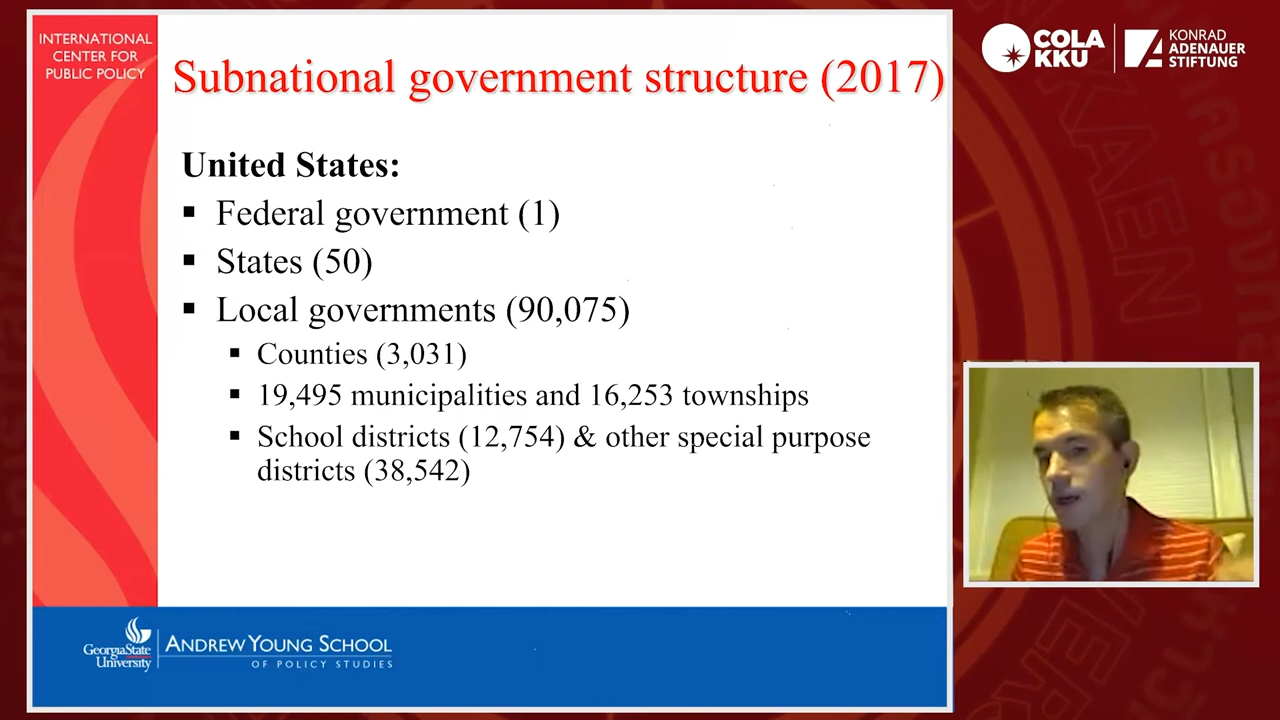 INTERNATIONAL
CENTER FOR
PUBLIC POLICY
Subnational government structure (2017)
United States:
▪ Federal government (1)
▪ States (50)
▪ Local governments (90,075)
▪ Counties (3,031)
▪ 19,495 municipalities and 16,253 townships
▪ School districts (12,754) & other special purpose
districts (38,542)
GeorgiaState
University
ANDREW YOUNG SCHOOL
OF POLICY STUDIES
COLA
KKU
KONRAD
ADENAUER
STIFTUNG
KAEN